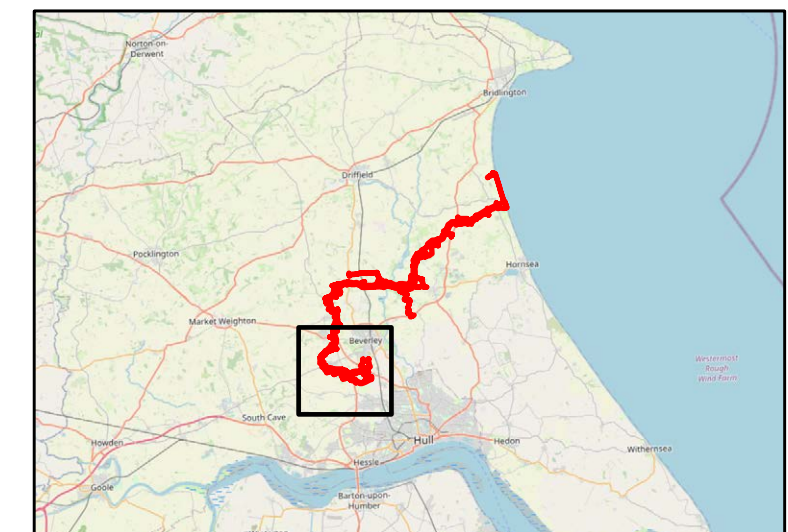 Norton-on-
Derwent
Bridlington
Driffield
Pocklington
Hornsea
Market Weighton
Beverley
Westermost
Rough
Wind Farm
South Cave
Howden
Hull
Hedon
Withernsea
Hessle
Goole
Barton-upon-
Humber